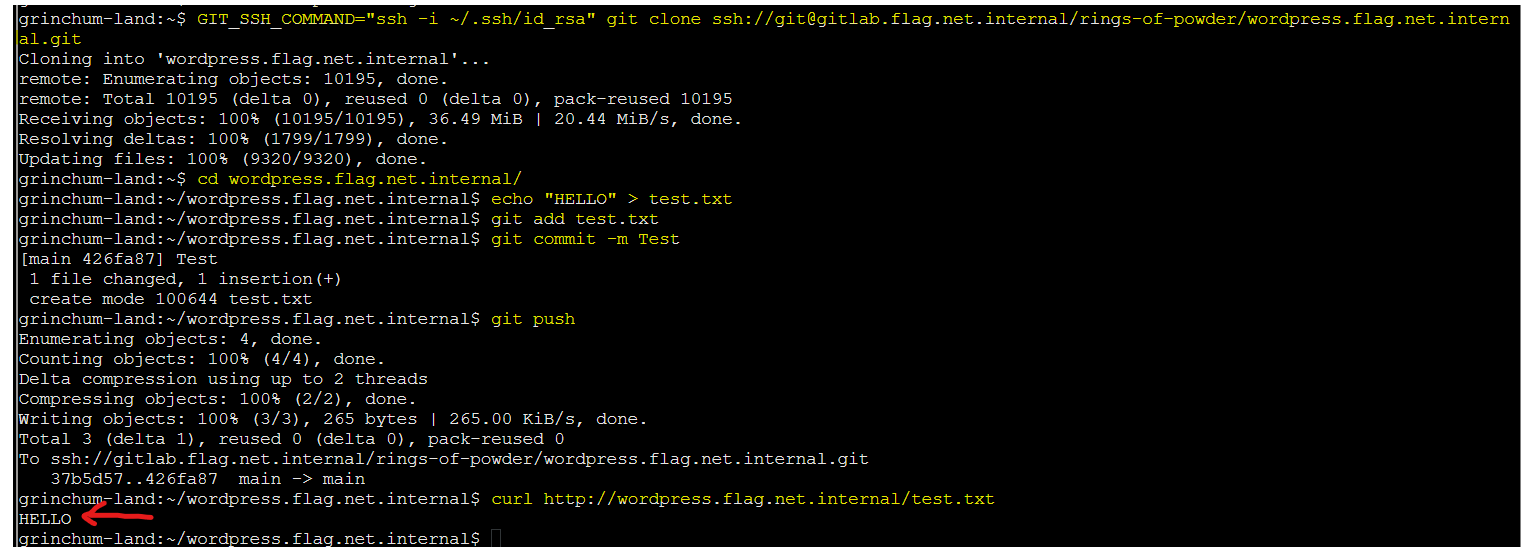 grinchum-land:~$ GIT_SSH_COMMAND="ssh -i ~/.ssh/id_rsa" git clone ssh://git@gitlab.flag.net.internal/rings-of-powder/wordpress.flag.net.intern
al.git
Cloning into 'wordpress.flag.net.internal'...
remote: Enumerating objects: 10195, done.
remote: Total 10195 (delta 0), reused 0 (delta 0), pack-reused 10195
Receiving objects: 100% (10195/10195), 36.49 MiB | 20.44 MiB/s, done.
Resolving deltas: 100% (1799/1799), done.
Updating files: 100% (9320/9320), done.
grinchum-land:~$ cd wordpress.flag.net.internal/
grinchum-land:~/wordpress.flag.net.internal$ echo "HELLO" > test.txt
grinchum-land:~/wordpress.flag.net.internal$ git add test.txt
grinchum-land:~/wordpress.flag.net.internal$ git commit -m Test
[main 426fa87] Test
 1 file changed, 1 insertion(+)
 create mode 100644 test.txt
grinchum-land:~/wordpress.flag.net.internal$ git push
Enumerating objects: 4, done.
Counting objects: 100% (4/4), done.
Delta compression using up to 2 threads
Compressing objects: 100% (2/2), done.
Writing objects: 100% (3/3), 265 bytes | 265.00 KiB/s, done.
Total 3 (delta 1), reused 0 (delta 0), pack-reused 0
To ssh://gitlab.flag.net.internal/rings-of-powder/wordpress.flag.net.internal.git
   37b5d57..426fa87  main -> main
grinchum-land:~/wordpress.flag.net.internal$ curl http://wordpress.flag.net.internal/test.txt
HELLO
grinchum-land:~/wordpress.flag.net.internal$